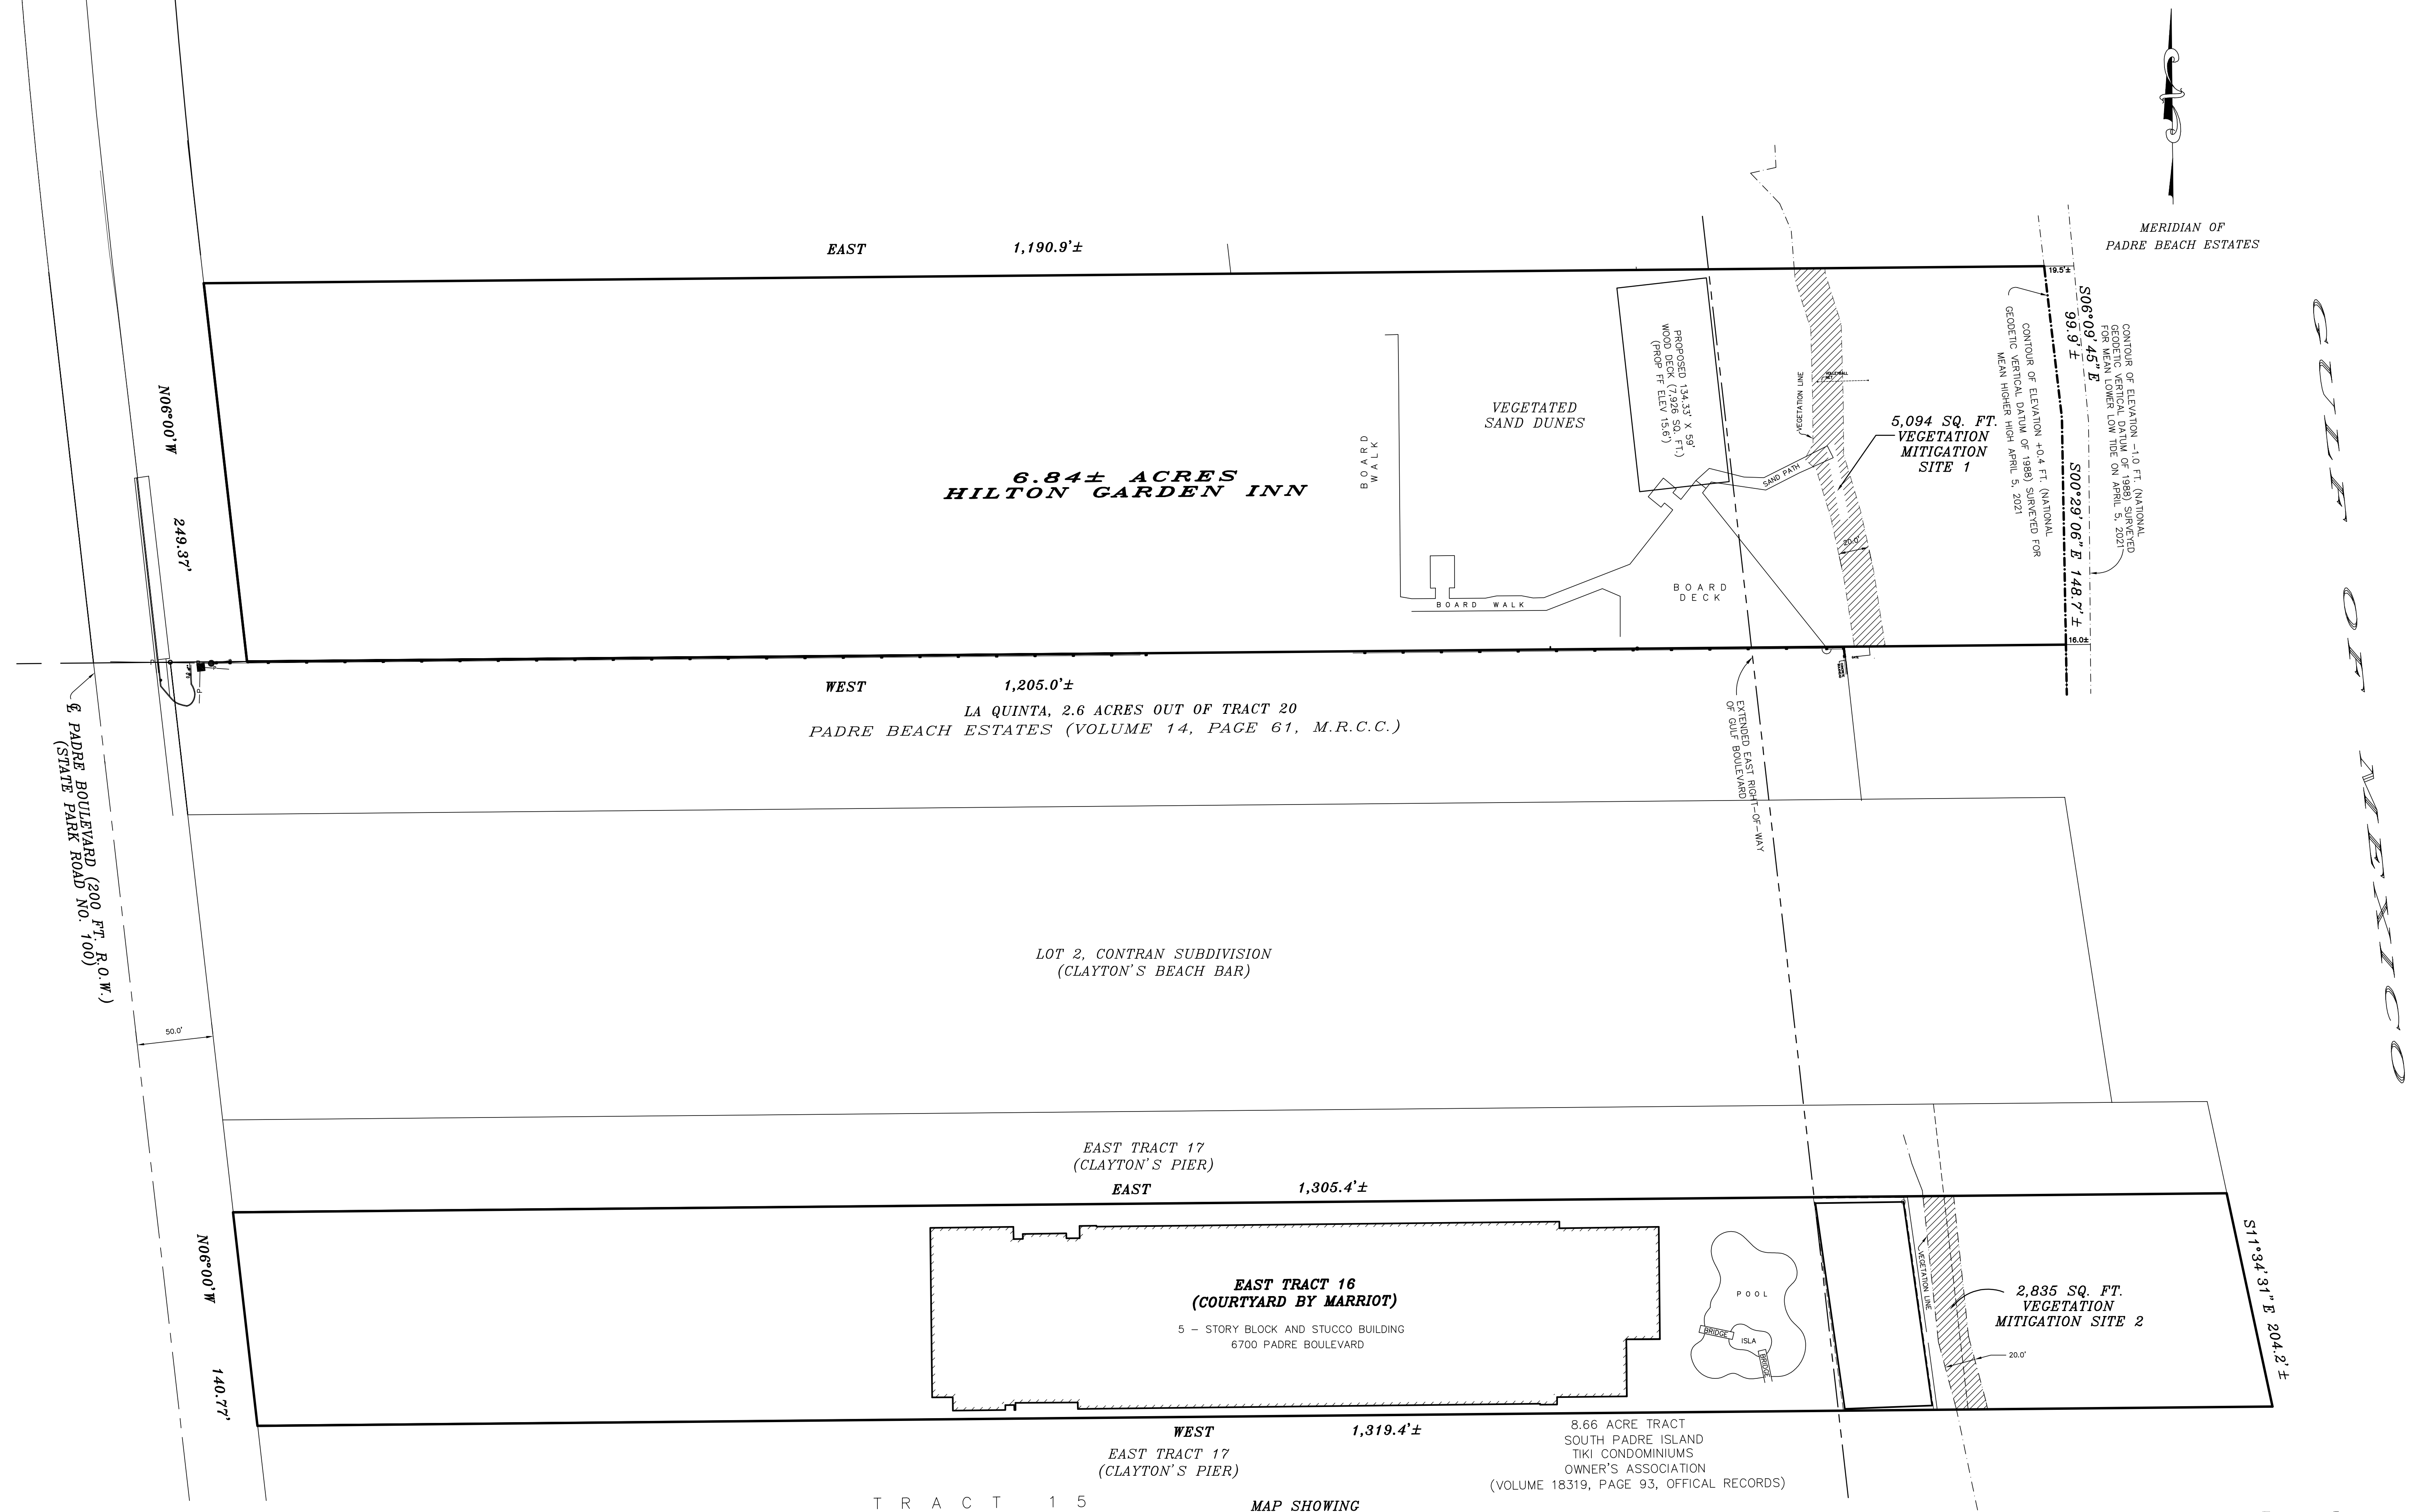 MERIDIAN OF
PADRE BEACH ESTATES
EAST 1,190.9'±
19.5'±
S06°09'45"E
99.9'±
CONTOUR OF ELEVATION -1.0 FT. (NATIONAL
GEODETIC VERTICAL DATUM OF 1988) SURVEYED
FOR MEAN LOWER LOW TIDE ON APRIL 5, 2021
CONTOUR OF ELEVATION +0.4 FT. (NATIONAL
GEODETIC VERTICAL DATUM OF 1988) SURVEYED FOR
MEAN HIGHER HIGH APRIL 5, 2021
S00°29'06"E 148.7'±
16.0±
GULF OF MEXICO
N06°00'W 249.37'
6.84± ACRES
HILTON GARDEN INN
BOARD
WALK
VEGETATED
SAND DUNES
PROPOSED 134.33' X 59'
WOOD DECK (7,926 SQ. FT.)
(PROP FF ELEV 15.6')
VEGETATION LINE
SAND PATH
5,094 SQ. FT.
VEGETATION
MITIGATION
SITE 1
20.0'
BOARD
DECK
BOARD WALK
WEST 1,205.0'±
LA QUINTA, 2.6 ACRES OUT OF TRACT 20
PADRE BEACH ESTATES (VOLUME 14, PAGE 61, M.R.C.C.)
EXTENDED EAST RIGHT-OF-WAY
OF GULF BOULEVARD
℄ PADRE BOULEVARD (200 FT. R.O.W.)
(STATE PARK ROAD NO. 100)
50.0'
LOT 2, CONTRAN SUBDIVISION
(CLAYTON'S BEACH BAR)
EAST TRACT 17
(CLAYTON'S PIER)
EAST 1,305.4'±
N06°00'W 140.77'
EAST TRACT 16
(COURTYARD BY MARRIOT)
5 - STORY BLOCK AND STUCCO BUILDING
6700 PADRE BOULEVARD
POOL
BRIDGE
ISLA
BRIDGE
VEGETATION LINE
2,835 SQ. FT.
VEGETATION
MITIGATION SITE 2
20.0'
S11°34'31"E 204.2'±
WEST 1,319.4'±
EAST TRACT 17
(CLAYTON'S PIER)
8.66 ACRE TRACT
SOUTH PADRE ISLAND
TIKI CONDOMINIUMS
OWNER'S ASSOCIATION
(VOLUME 18319, PAGE 93, OFFICAL RECORDS)
TRACT 15
MAP SHOWING